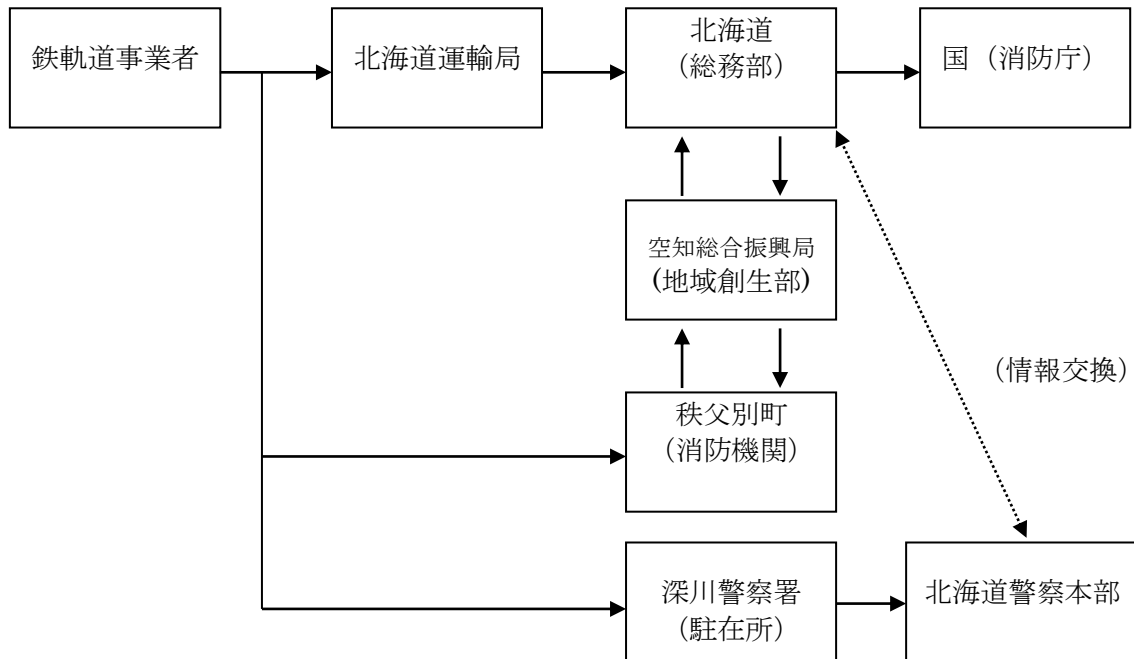 鉄軌道事業者
北海道運輸局
北海道
（総務部）
国（消防庁）
空知総合振興局
(地域創生部)
（情報交換）
秩父別町
（消防機関）
深川警察署
（駐在所）
北海道警察本部